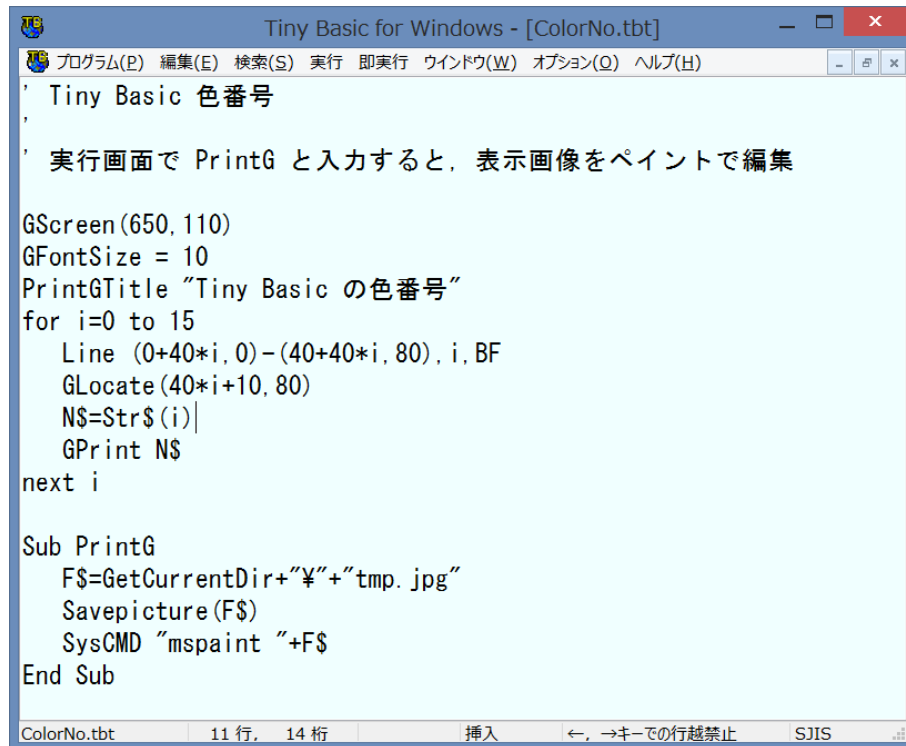 Tiny Basic for Windows - [ColorNo.tbt]
プログラム(P) 編集(E) 検索(S) 実行 即実行 ウインドウ(W) オプション(O) ヘルプ(H)
' Tiny Basic 色番号
'
' 実行画面で PrintG と入力すると, 表示画像をペイントで編集
GScreen(650,110)
GFontSize = 10
PrintGTitle "Tiny Basic の色番号"
for i=0 to 15
Line (0+40*i,0)-(40+40*i,80),i,BF
GLocate(40*i+10,80)
N$=Str$(i)
GPrint N$
next i
Sub PrintG
F$=GetCurrentDir+"¥"+"tmp.jpg"
Savepicture(F$)
SysCMD "mspaint "+F$
End Sub
ColorNo.tbt 11 行, 14 桁 挿入 ←, →キーでの行越禁止 SJIS